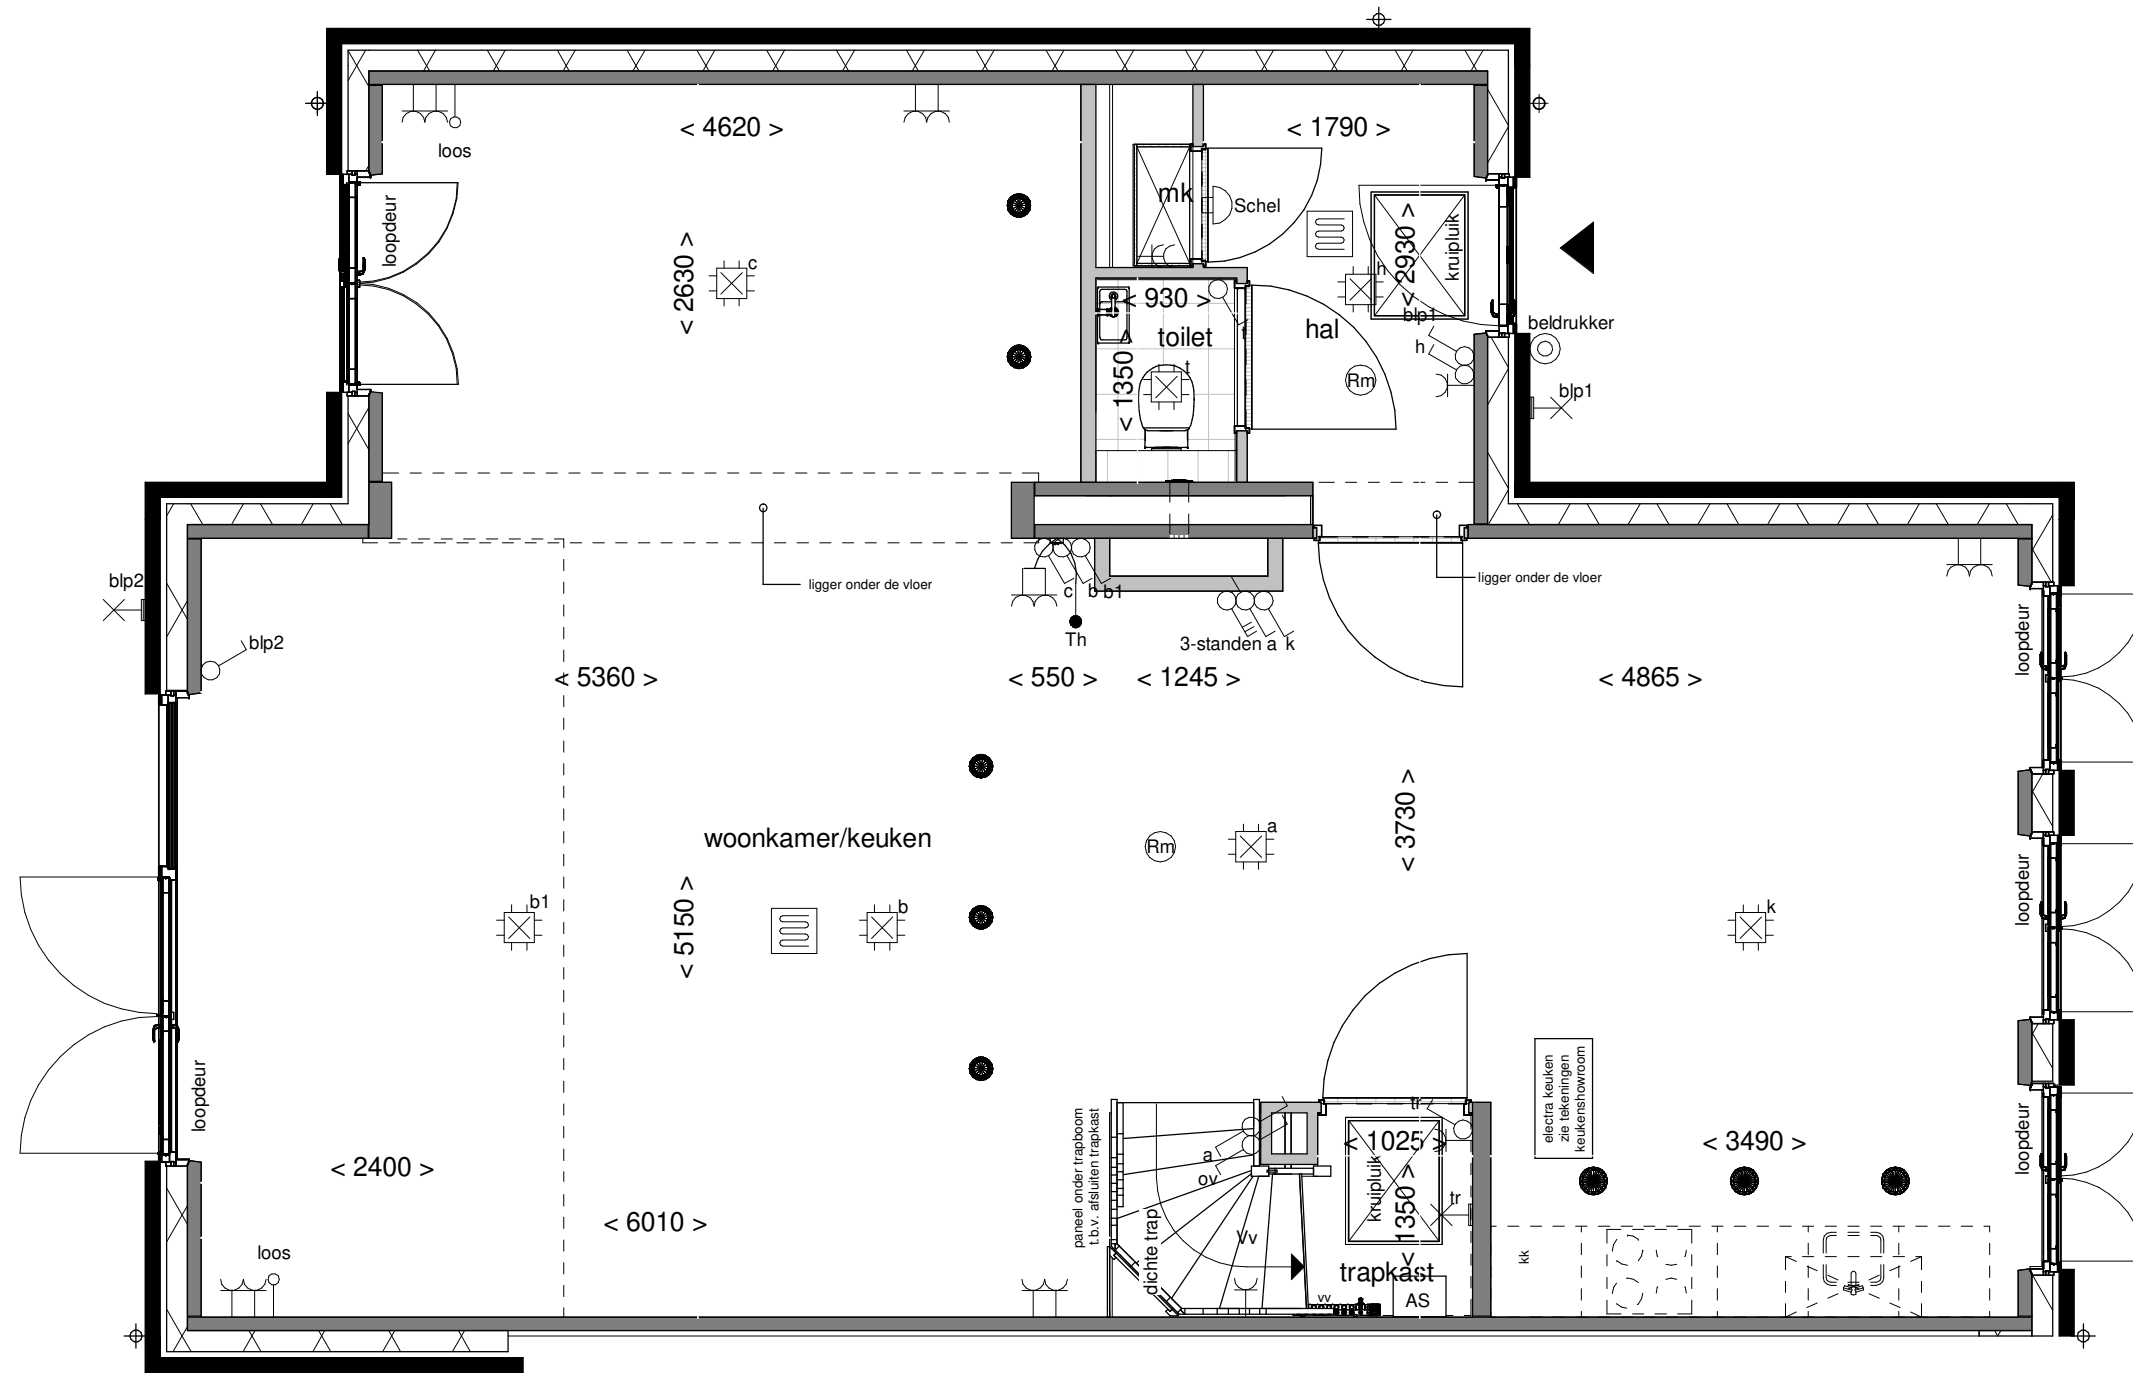 < 4620 >
< 1790 >
loos
loopdeur
mk
Schel
< 2930 >
kruipluik
< 2630 >
c
h
< 930 >
blp1
beldrukker
toilet
t
hal
h
< 1350 >
t
Rm
blp1
blp2
ligger onder de vloer
ligger onder de vloer
c
b
b1
Th
3-standen
a
k
blp2
loopdeur
< 5360 >
< 550 >
< 1245 >
< 4865 >
< 3730 >
woonkamer/keuken
Rm
a
b1
b
k
< 5150 >
loopdeur
loopdeur
electra keuken
zie tekeningen
keukenshowroom
paneel onder trapboom
t.b.v. afsluiten trapkast
tr
< 1025 >
< 3490 >
loopdeur
< 2400 >
a
ov
kruipluik
< 1350 >
tr
< 6010 >
dichte trap
Vv
loos
kk
trapkast
vv
AS